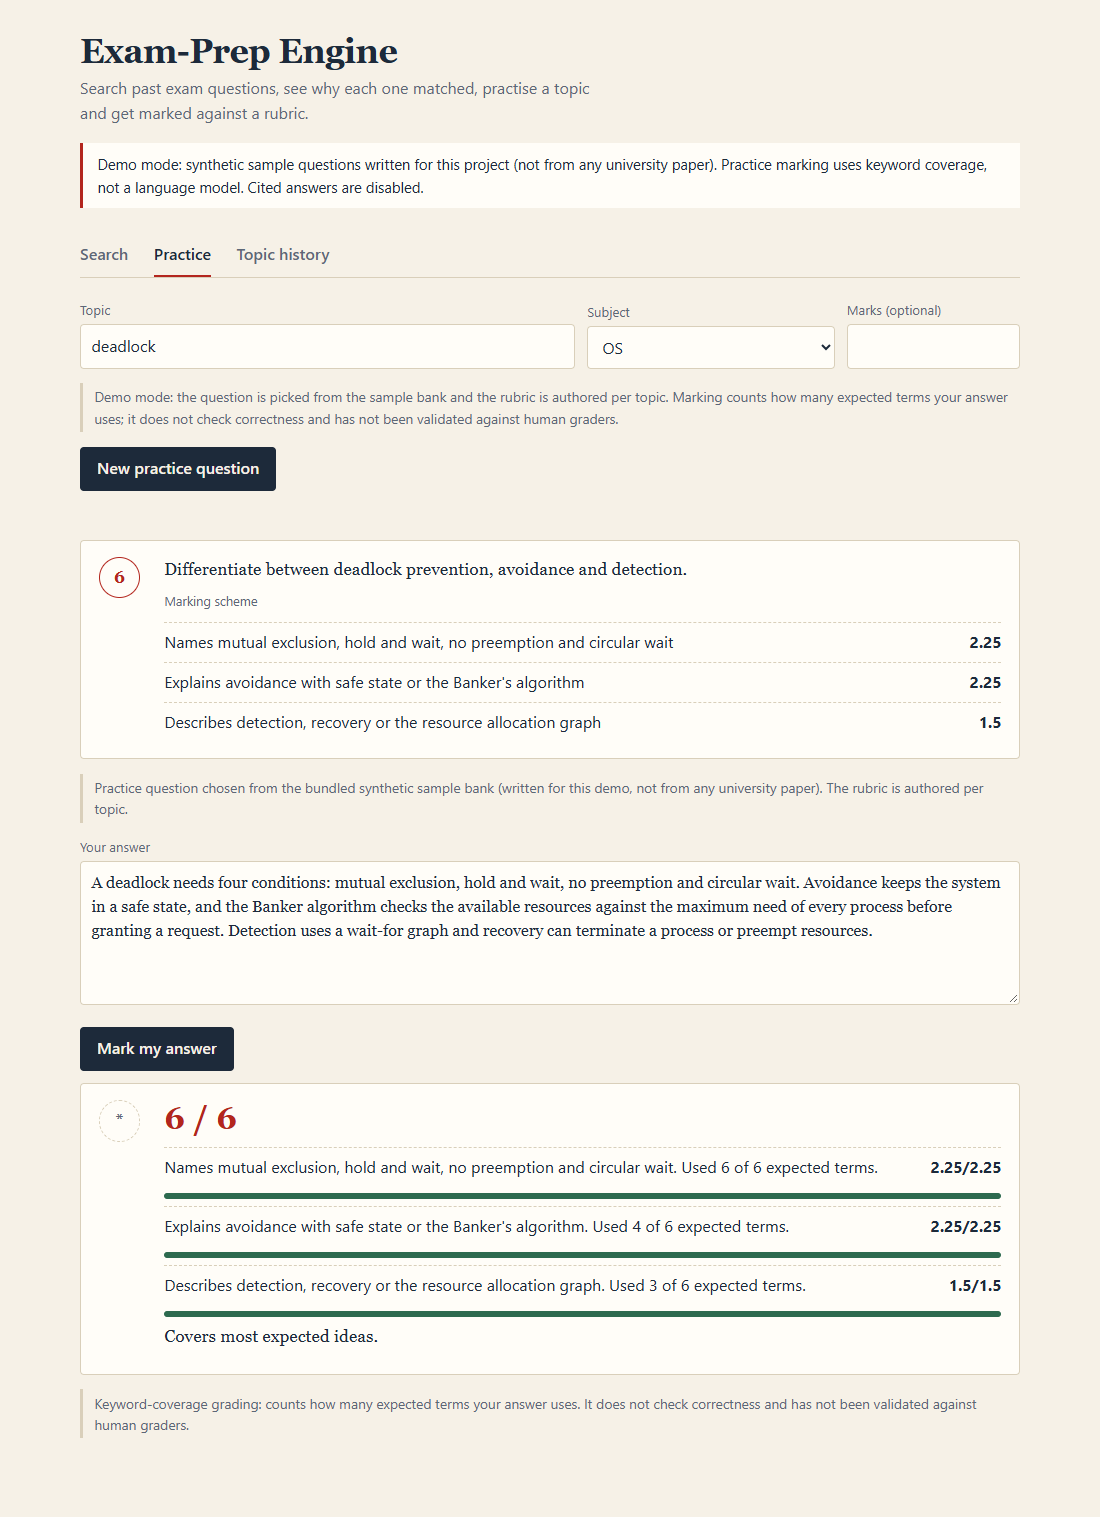 Exam-Prep Engine
Search past exam questions, see why each one matched, practise a topic
and get marked against a rubric.
Demo mode: synthetic sample questions written for this project (not from any university paper). Practice marking uses keyword coverage,
not a language model. Cited answers are disabled.
Search Practice Topic history
Topic Subject Marks (optional)
deadlock OS
Demo mode: the question is picked from the sample bank and the rubric is authored per topic. Marking counts how many expected terms your answer
uses; it does not check correctness and has not been validated against human graders.
New practice question
6 Differentiate between deadlock prevention, avoidance and detection.
Marking scheme
Names mutual exclusion, hold and wait, no preemption and circular wait 2.25
Explains avoidance with safe state or the Banker's algorithm 2.25
Describes detection, recovery or the resource allocation graph 1.5
Practice question chosen from the bundled synthetic sample bank (written for this demo, not from any university paper). The rubric is authored per
topic.
Your answer
A deadlock needs four conditions: mutual exclusion, hold and wait, no preemption and circular wait. Avoidance keeps the system
in a safe state, and the Banker algorithm checks the available resources against the maximum need of every process before
granting a request. Detection uses a wait-for graph and recovery can terminate a process or preempt resources.
Mark my answer
* 6 / 6
Names mutual exclusion, hold and wait, no preemption and circular wait. Used 6 of 6 expected terms. 2.25/2.25
Explains avoidance with safe state or the Banker's algorithm. Used 4 of 6 expected terms. 2.25/2.25
Describes detection, recovery or the resource allocation graph. Used 3 of 6 expected terms. 1.5/1.5
Covers most expected ideas.
Keyword-coverage grading: counts how many expected terms your answer uses. It does not check correctness and has not been validated against
human graders.